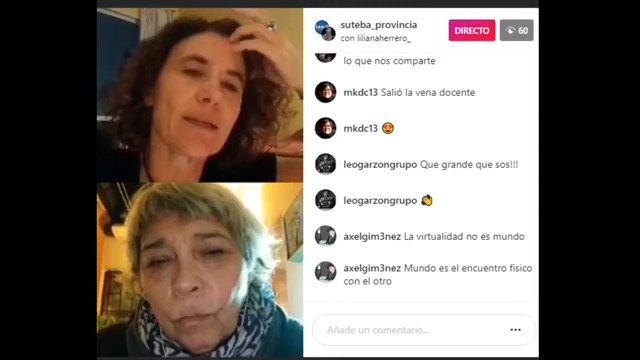 suteba_provincia
con lilianaherrero_
DIRECTO
60
lo que nos comparte
mkdc13 Salió la vena docente
mkdc13 🤩
leogarzongrupo Que grande que sos!!!
leogarzongrupo 👏
axelgim3nez La virtualidad no es mundo
axelgim3nez Mundo es el encuentro fisico
con el otro
Añade un comentario...